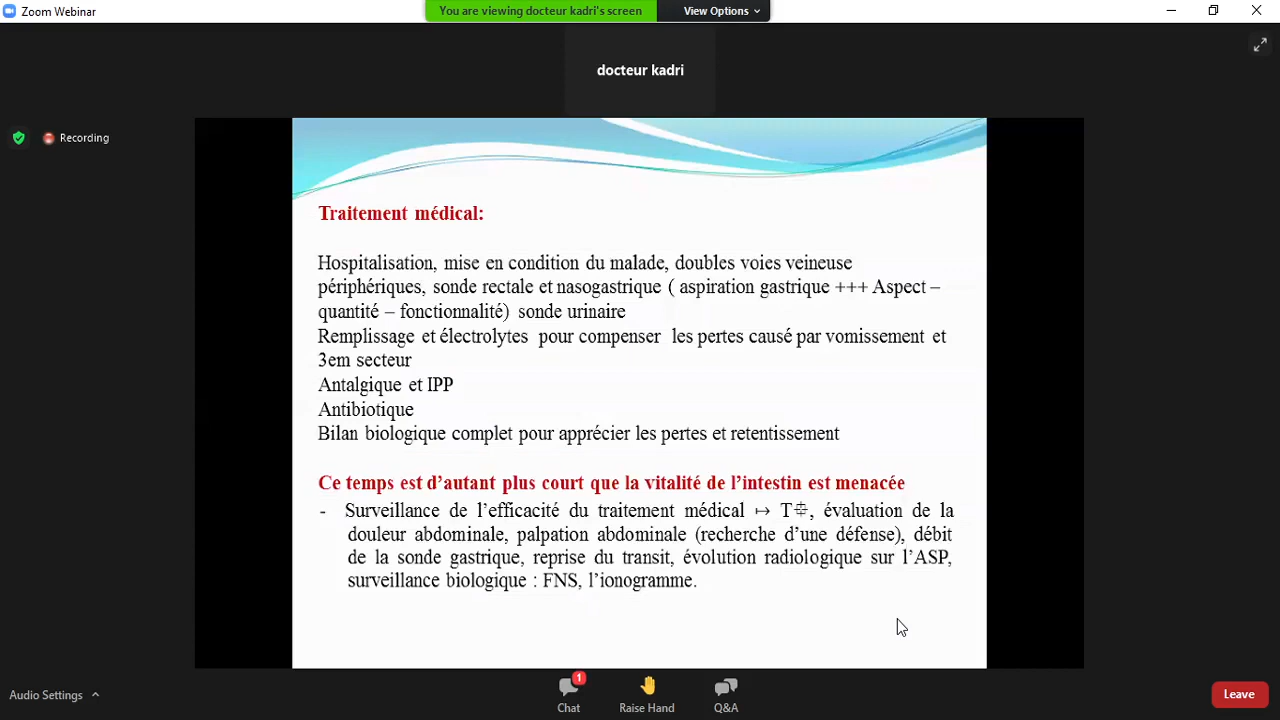 Zoom Webinar
You are viewing docteur kadri's screen
View Options
docteur kadri
Recording
Traitement médical:
Hospitalisation, mise en condition du malade, doubles voies veineuse
périphériques, sonde rectale et nasogastrique ( aspiration gastrique +++ Aspect –
quantité – fonctionnalité) sonde urinaire
Remplissage et électrolytes pour compenser les pertes causé par vomissement et
3em secteur
Antalgique et IPP
Antibiotique
Bilan biologique complet pour apprécier les pertes et retentissement
Ce temps est d’autant plus court que la vitalité de l’intestin est menacée
- Surveillance de l’efficacité du traitement médical ↦ T, évaluation de la
douleur abdominale, palpation abdominale (recherche d’une défense), débit
de la sonde gastrique, reprise du transit, évolution radiologique sur l’ASP,
surveillance biologique : FNS, l’ionogramme.
Audio Settings
1
Chat
Raise Hand
Q&A
Leave